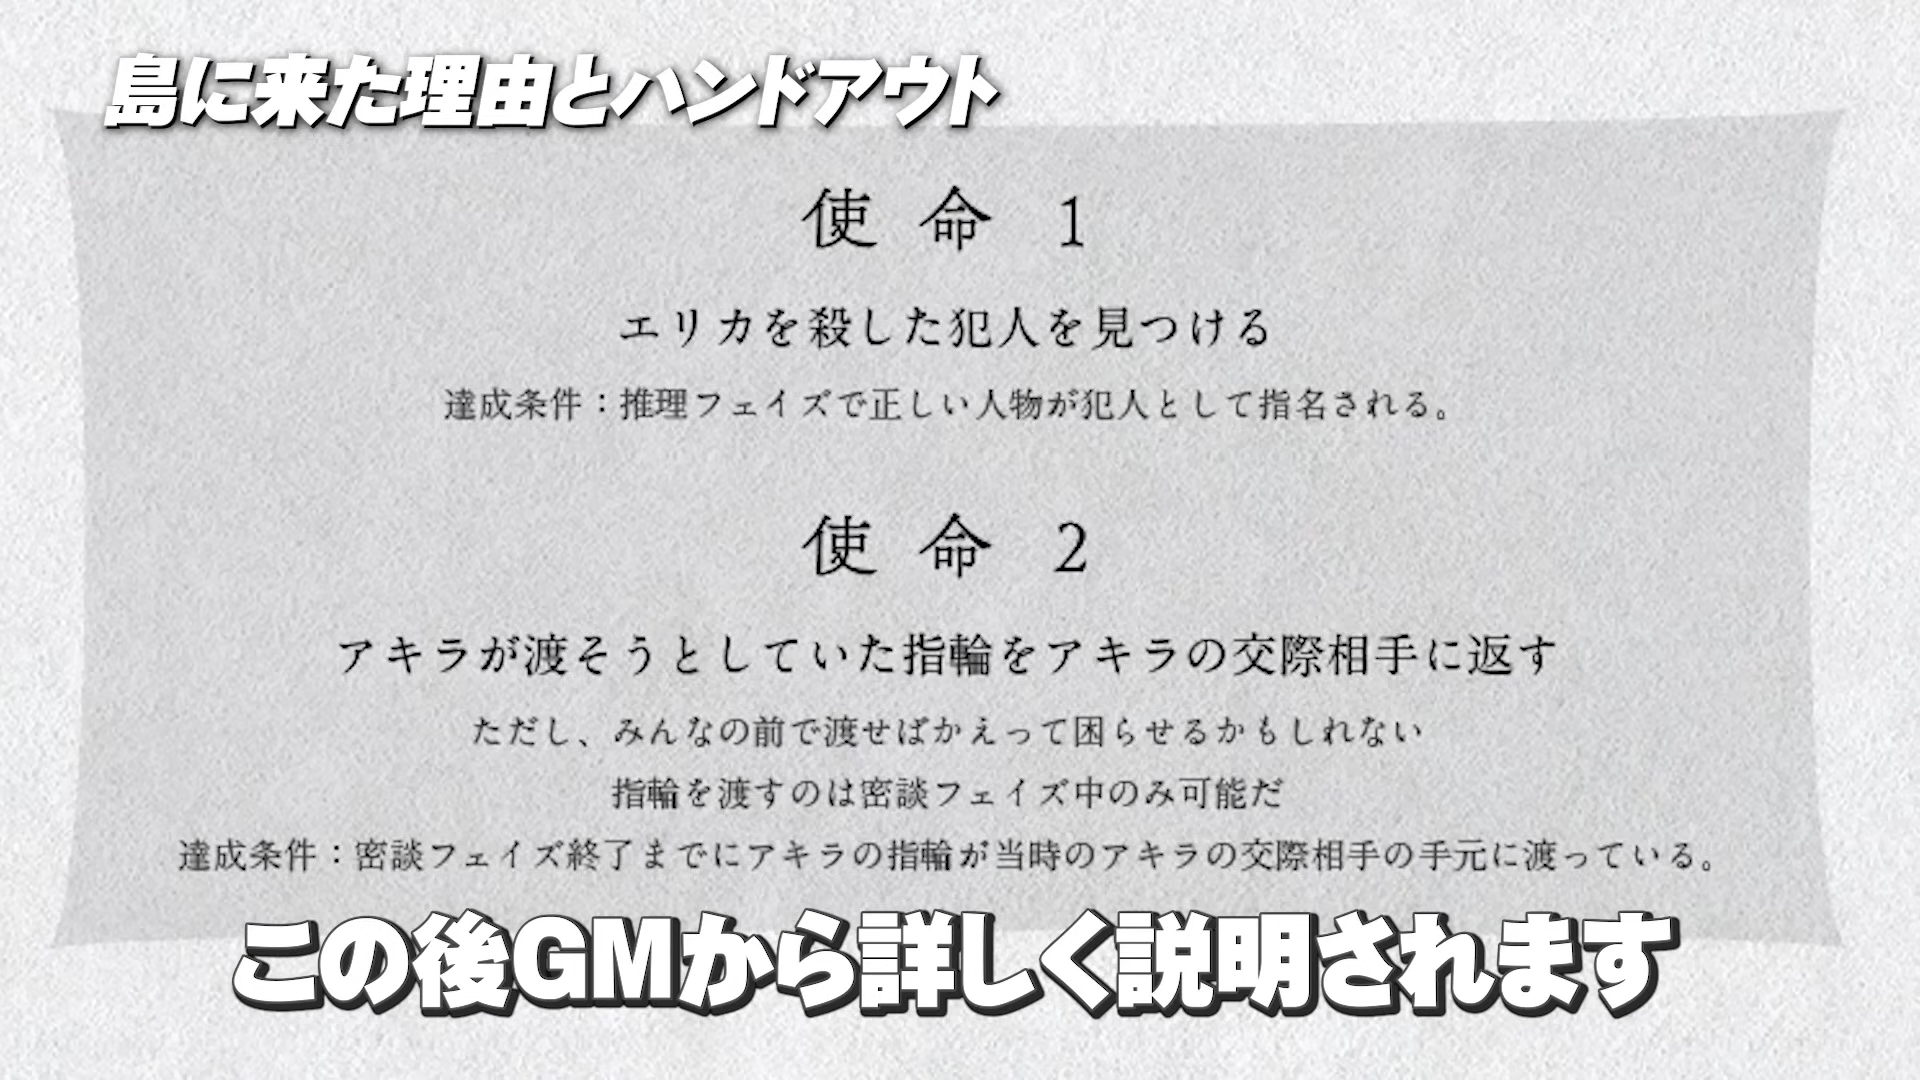 島に来た理由とハンドアウト
使命 1
エリカを殺した犯人を見つける
達成条件：推理フェイズで正しい人物が犯人として指名される。
使命 2
アキラが渡そうとしていた指輪をアキラの交際相手に返す
ただし、みんなの前で渡せばかえって困らせるかもしれない
指輪を渡すのは密談フェイズ中のみ可能だ
達成条件：密談フェイズ終了までにアキラの指輪が当時のアキラの交際相手の手元に渡っている。
この後GMから詳しく説明されます